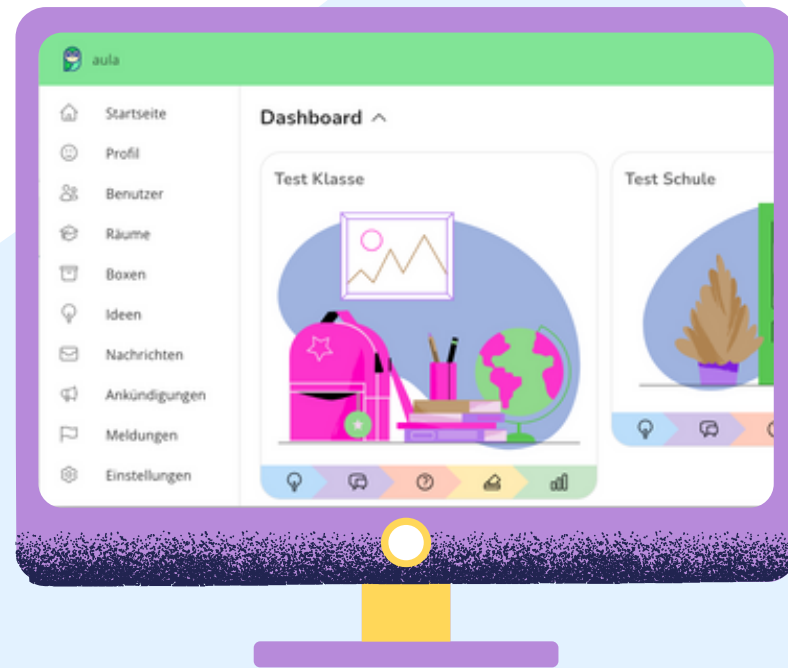 aula
Startseite
Profil
Benutzer
Räume
Boxen
Ideen
Nachrichten
Ankündigungen
Meldungen
Einstellungen
Dashboard
Test Klasse
Test Schule